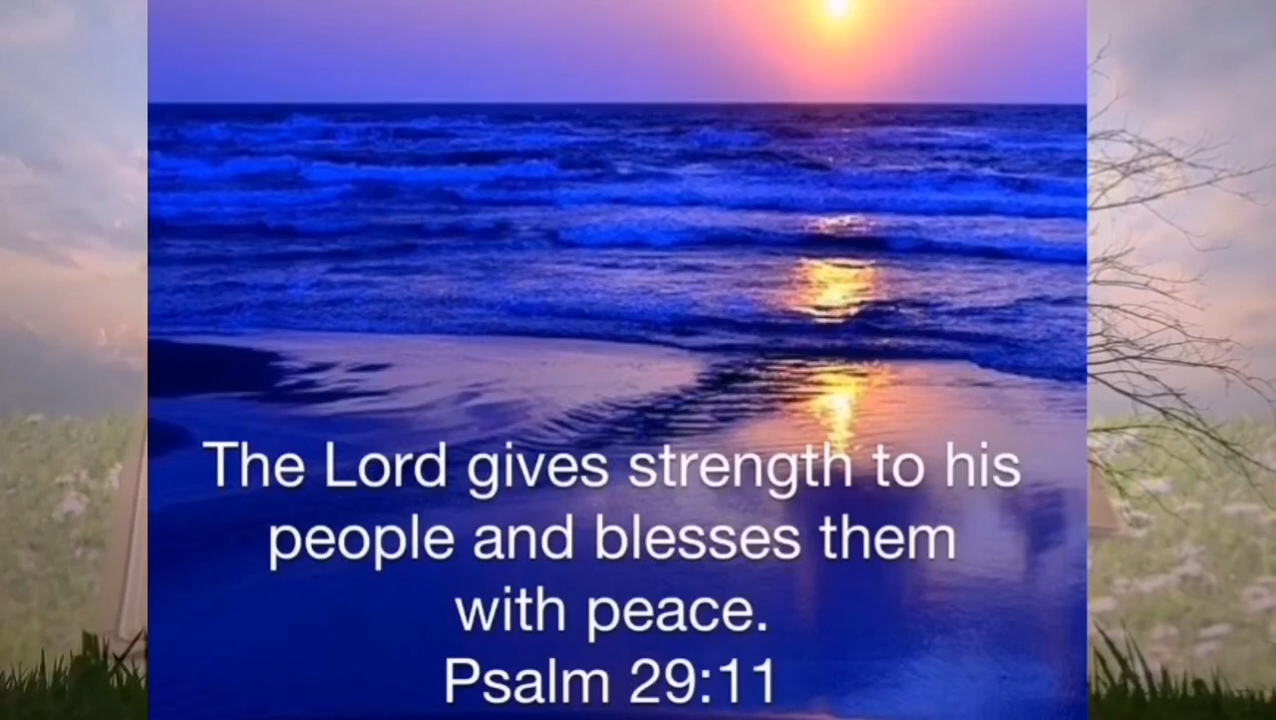 The Lord gives strength to his
people and blesses them
with peace.
Psalm 29:11